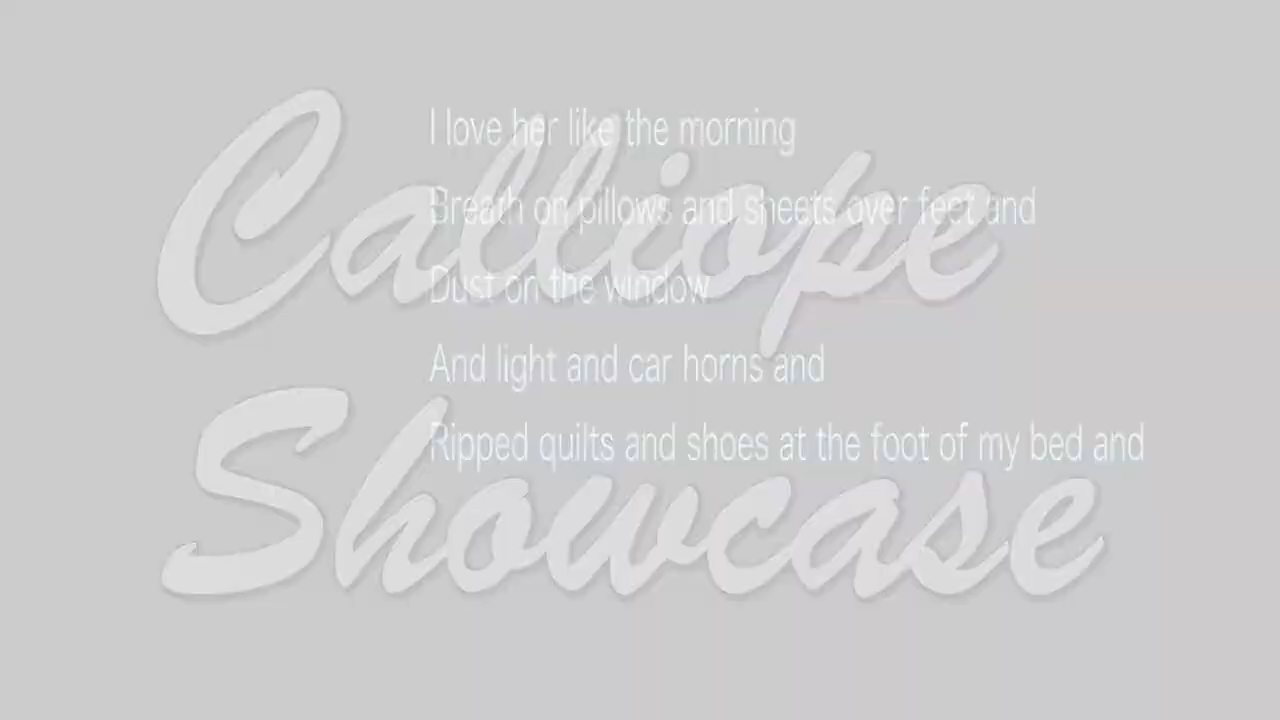 Calliope
Showcase
I love her like the morning
Breath on pillows and sheets over feet and
Dust on the window
And light and car horns and
Ripped quilts and shoes at the foot of my bed and